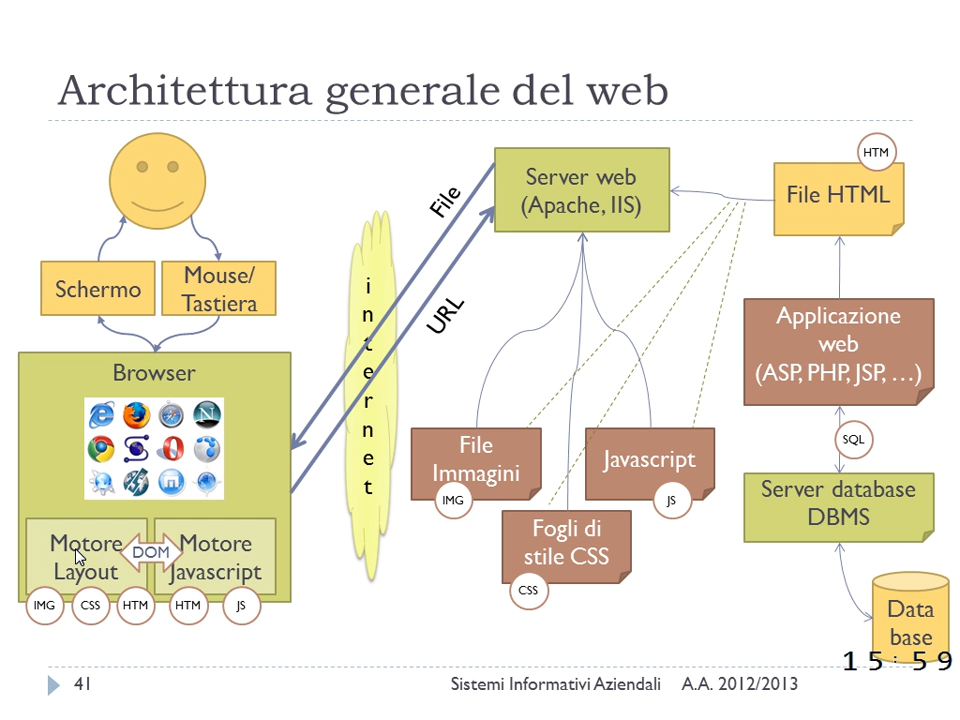 Architettura generale del web
HTM
Server web
(Apache, IIS)
File HTML
File
Schermo
Mouse/
Tastiera
internet
URL
Applicazione
web
(ASP, PHP, JSP, …)
Browser
SQL
File
Immagini
IMG
Javascript
JS
Server database
DBMS
Fogli di
stile CSS
CSS
Motore
Layout
DOM
Motore
Javascript
IMG
CSS
HTM
HTM
JS
Data
base
15:59
41
Sistemi Informativi Aziendali
A.A. 2012/2013